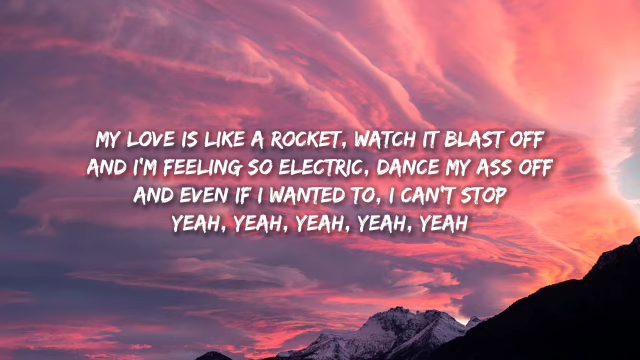 MY LOVE IS LIKE A ROCKET, WATCH IT BLAST OFF
AND I'M FEELING SO ELECTRIC, DANCE MY ASS OFF
AND EVEN IF I WANTED TO, I CAN'T STOP
YEAH, YEAH, YEAH, YEAH, YEAH